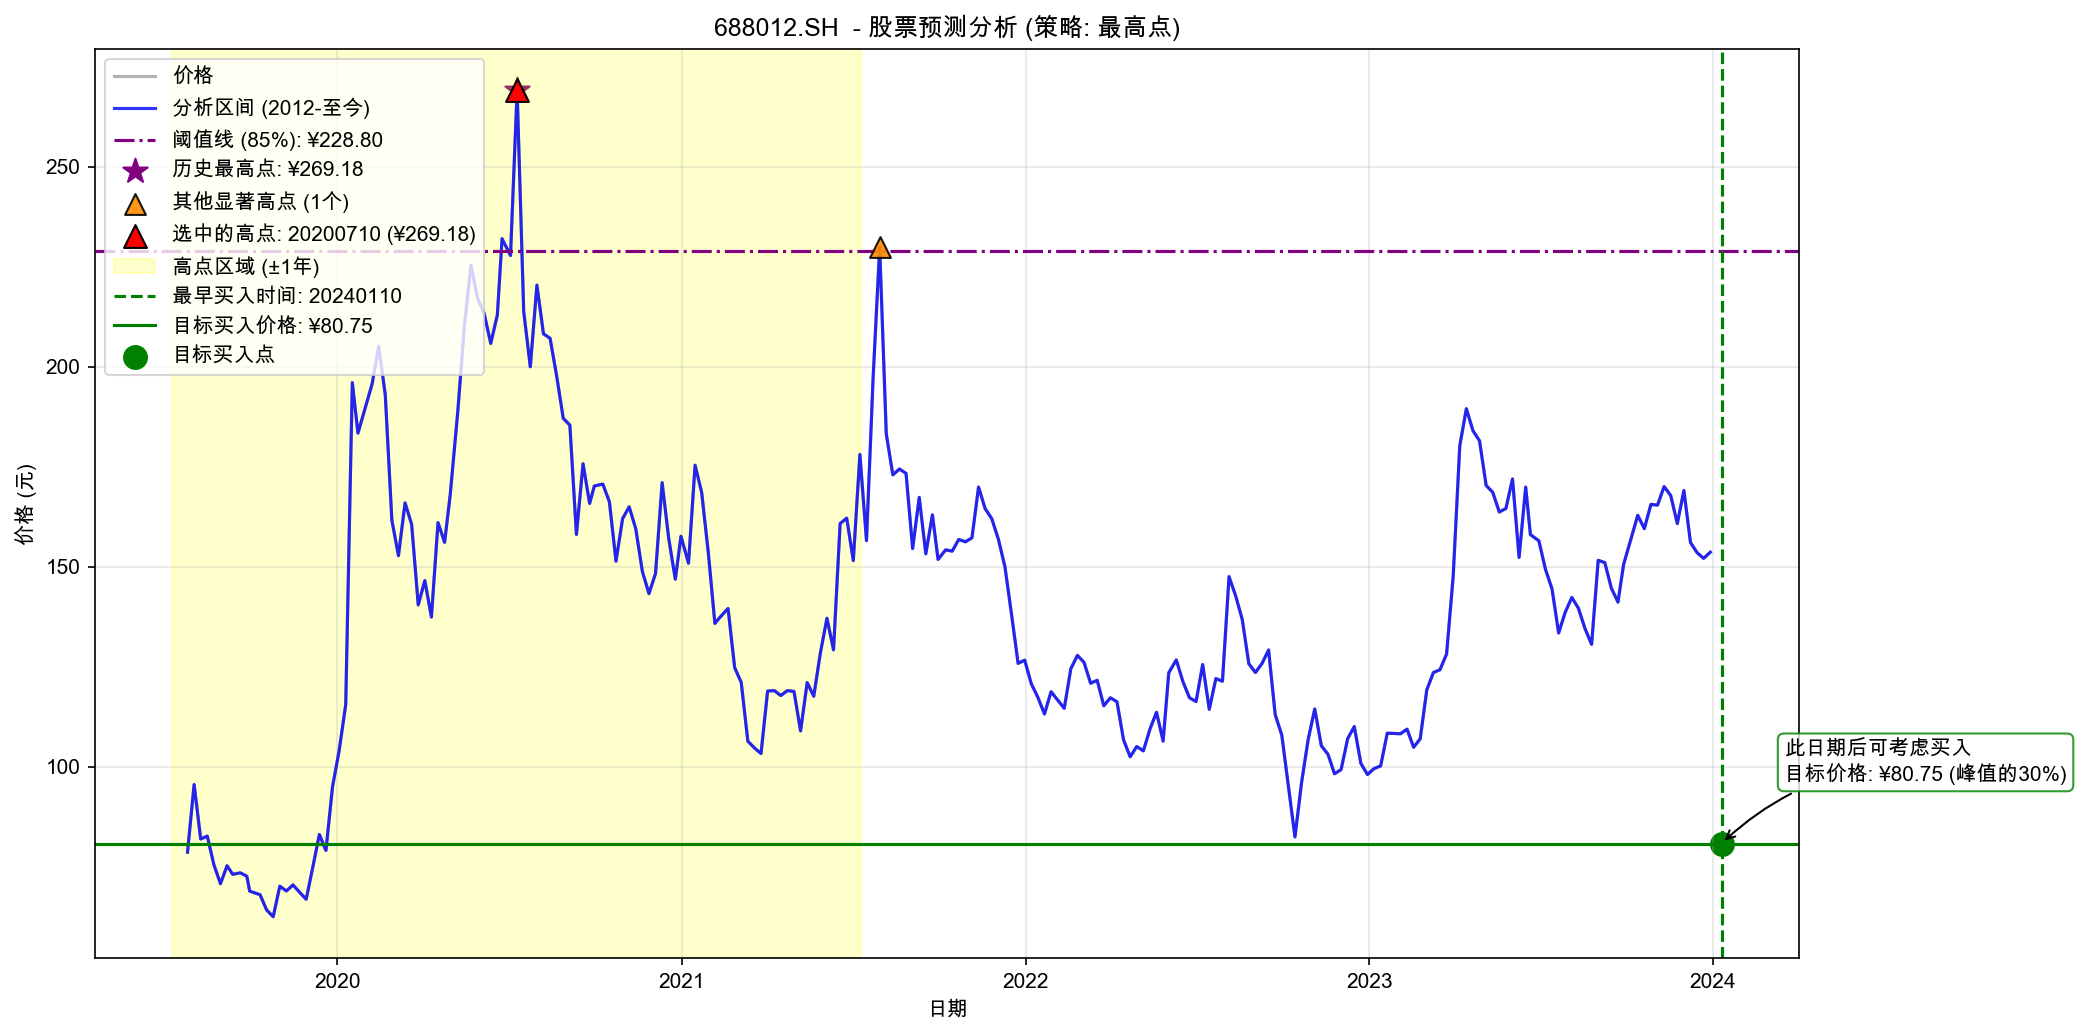 688012.SH - 股票预测分析 (策略: 最高点)
价格
分析区间 (2012-至今)
阈值线 (85%): ¥228.80
历史最高点: ¥269.18
其他显著高点 (1个)
选中的高点: 20200710 (¥269.18)
高点区域 (±1年)
最早买入时间: 20240110
目标买入价格: ¥80.75
目标买入点
价格 (元)
250
200
150
100
此日期后可考虑买入
目标价格: ¥80.75 (峰值的30%)
2020
2021
2022
2023
2024
日期